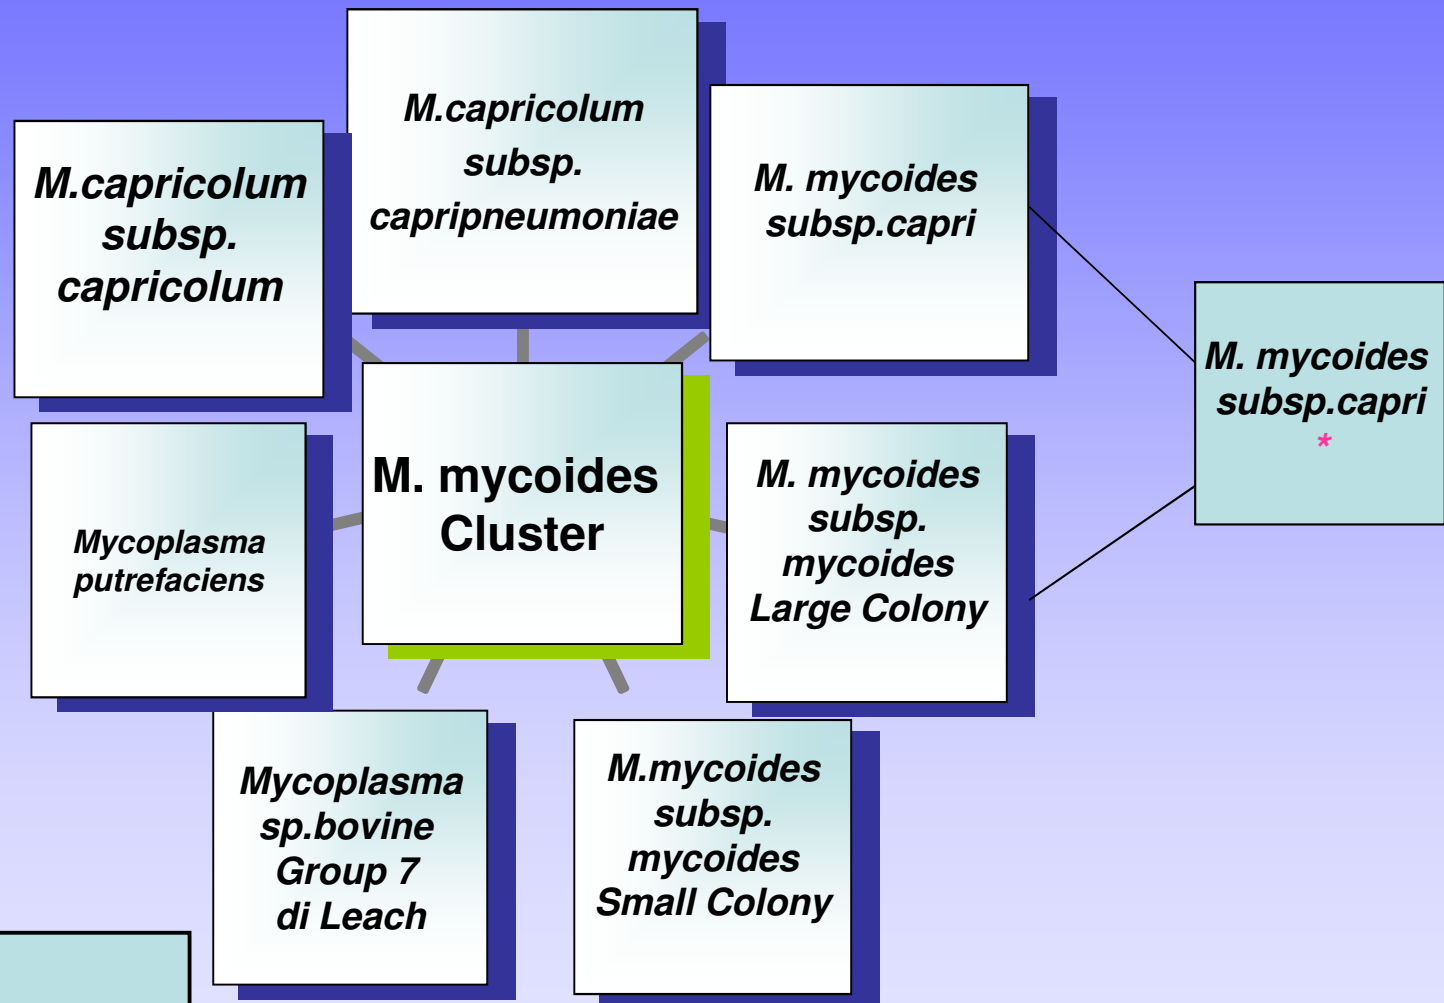 M.capricolum
subsp.
capripneumoniae
M.capricolum
subsp.
capricolum
M. mycoides
subsp.capri
M. mycoides
subsp.capri
*
M. mycoides
Cluster
M. mycoides
subsp.
mycoides
Large Colony
Mycoplasma
putrefaciens
Mycoplasma
sp.bovine
Group 7
di Leach
M.mycoides
subsp.
mycoides
Small Colony